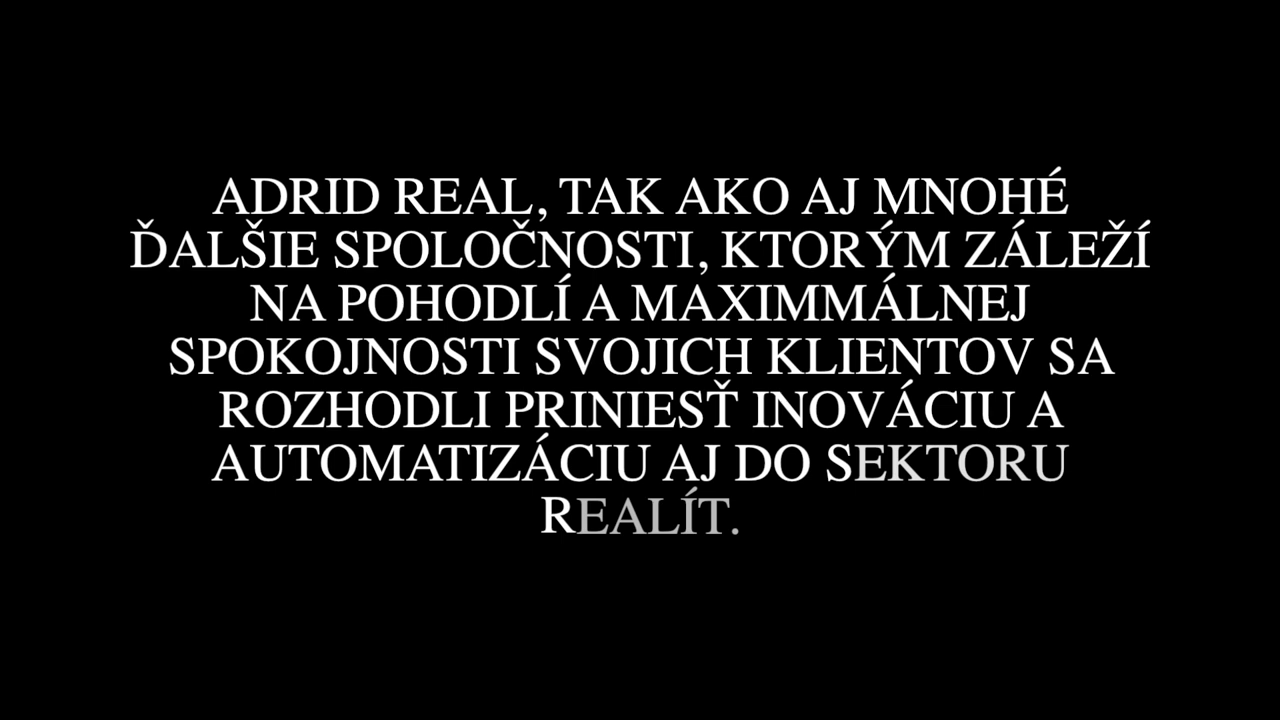 ADRID REAL, TAK AKO AJ MNOHÉ
ĎALŠIE SPOLOČNOSTI, KTORÝM ZÁLEŽÍ
NA POHODLÍ A MAXIMMÁLNEJ
SPOKOJNOSTI SVOJICH KLIENTOV SA
ROZHODLI PRINIESŤ INOVÁCIU A
AUTOMATIZÁCIU AJ DO SEKTORU
REALÍT.